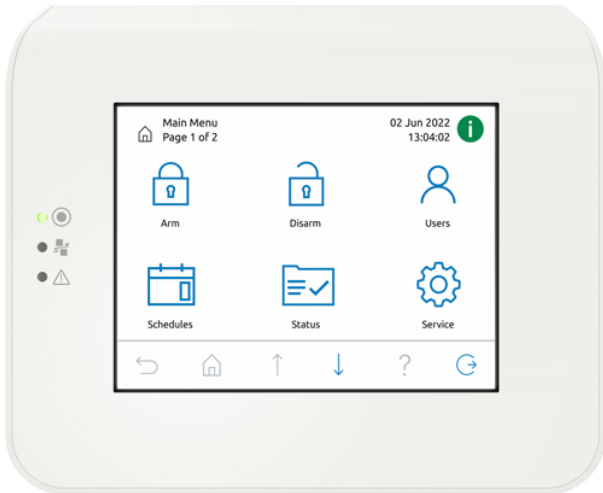 Main Menu
Page 1 of 2
02 Jun 2022
13:04:02
i
Arm
Disarm
Users
Schedules
Status
Service
?